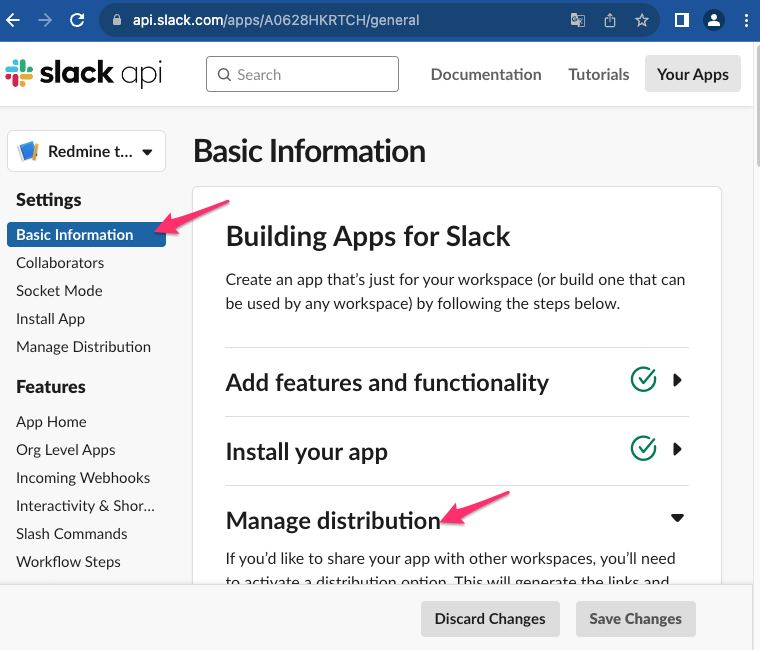 api.slack.com/apps/A0628HKRTCH/general
slack api
Search
Documentation
Tutorials
Your Apps
Redmine t...
Settings
Basic Information
Collaborators
Socket Mode
Install App
Manage Distribution
Features
App Home
Org Level Apps
Incoming Webhooks
Interactivity & Shor...
Slash Commands
Workflow Steps
Basic Information
Building Apps for Slack
Create an app that's just for your workspace (or build one that can
be used by any workspace) by following the steps below.
Add features and functionality
Install your app
Manage distribution
If you'd like to share your app with other workspaces, you'll need
to activate a distribution option. This will generate the links and
Discard Changes
Save Changes